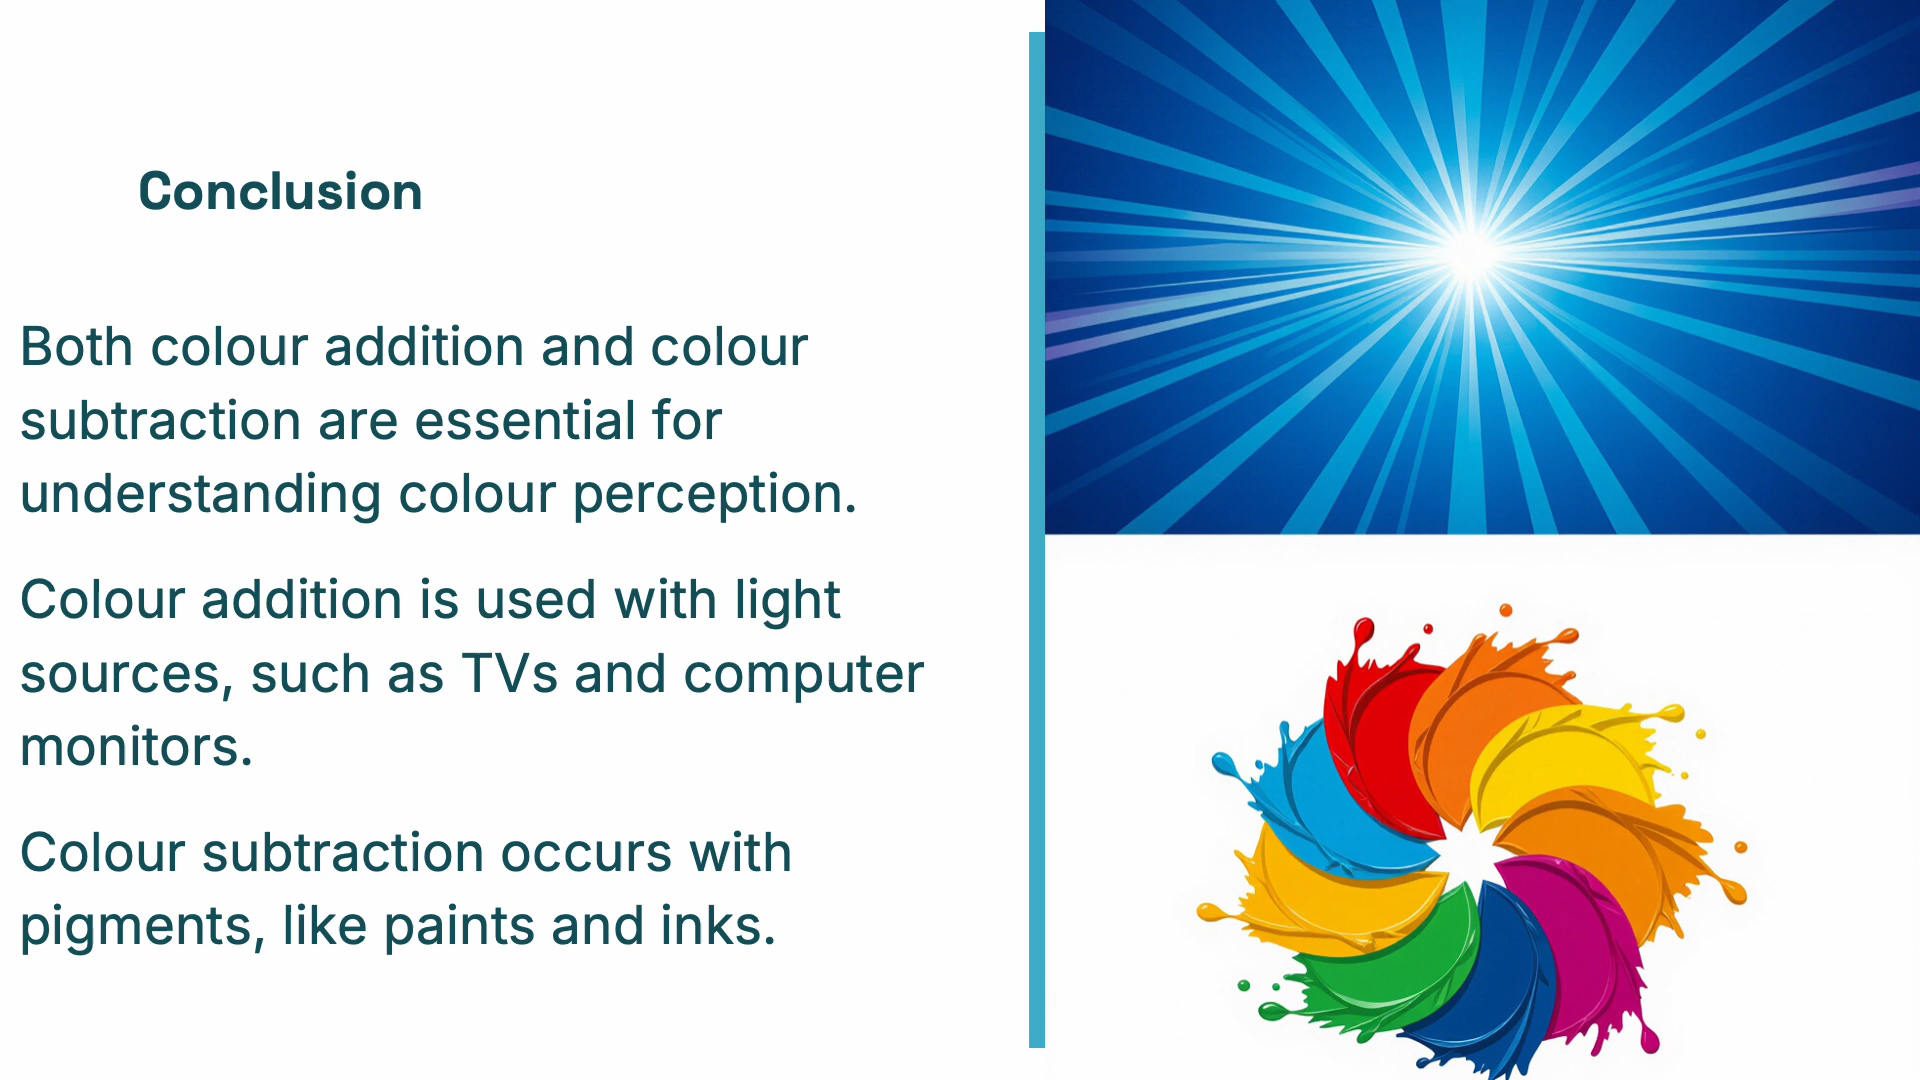 Conclusion
Both colour addition and colour
subtraction are essential for
understanding colour perception.
Colour addition is used with light
sources, such as TVs and computer
monitors.
Colour subtraction occurs with
pigments, like paints and inks.